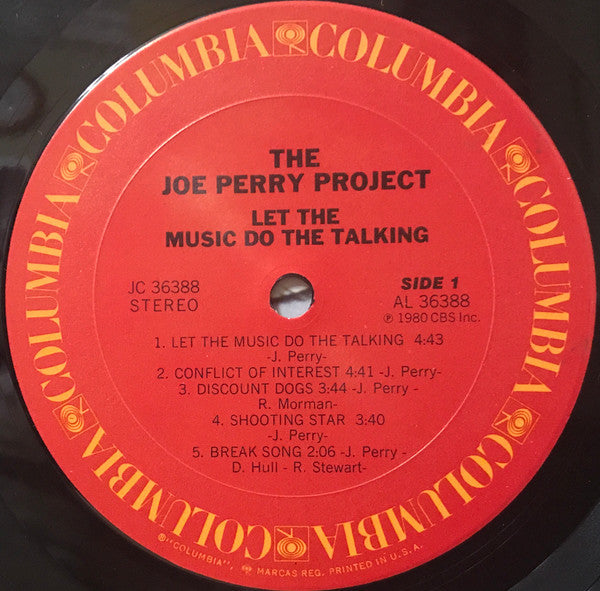 COLUMBIA COLUMBIA COLUMBIA COLUMBIA COLUMBIA COLUMBIA
THE
JOE PERRY PROJECT
LET THE
MUSIC DO THE TALKING
JC 36388
STEREO
SIDE 1
AL 36388
℗ 1980 CBS Inc.
1. LET THE MUSIC DO THE TALKING 4:43
-J. Perry-
2. CONFLICT OF INTEREST 4:41 -J. Perry-
3. DISCOUNT DOGS 3:44 -J. Perry -
R. Morman-
4. SHOOTING STAR 3:40
-J. Perry-
5. BREAK SONG 2:06 -J. Perry -
D. Hull - R. Stewart-
® "COLUMBIA", MARCAS REG. PRINTED IN U.S.A.